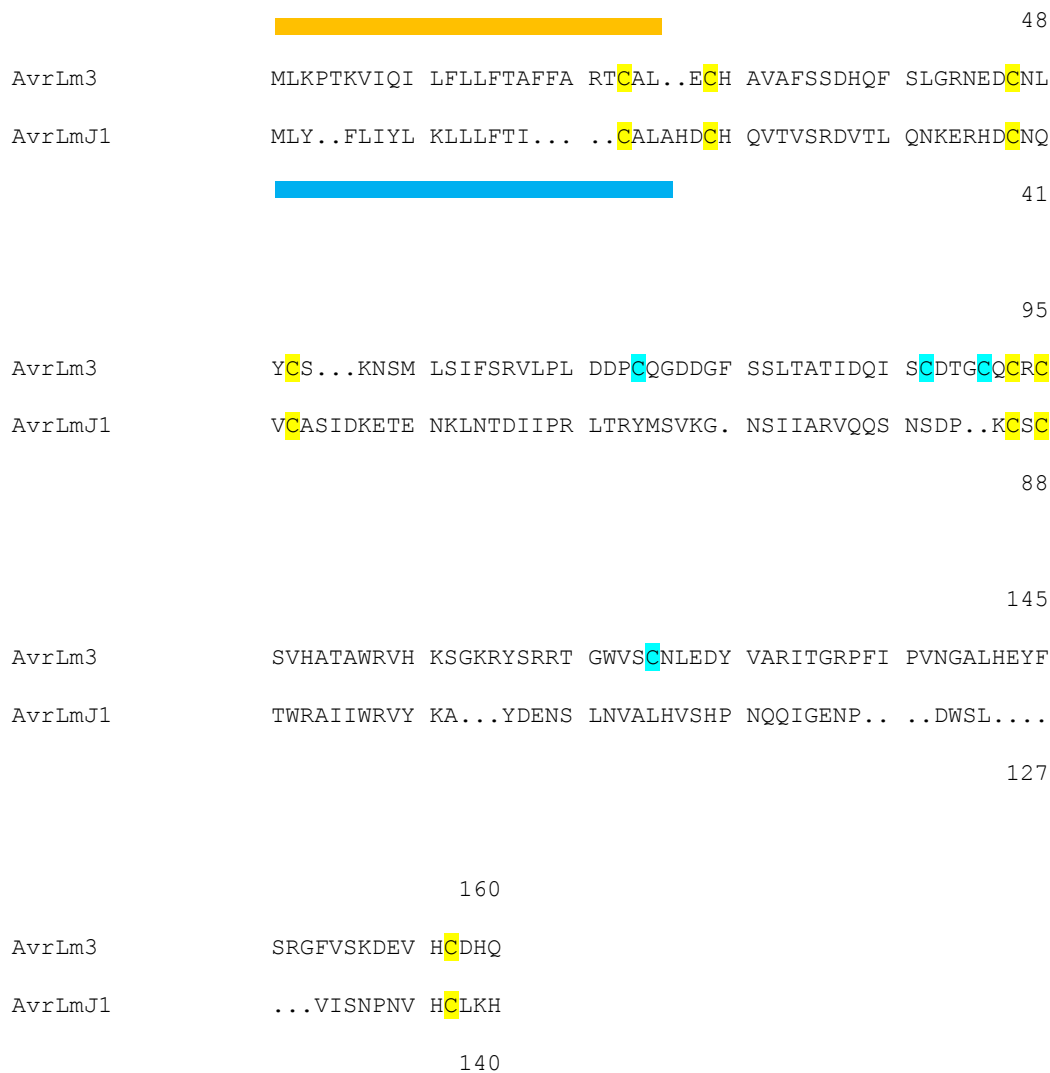 48
AvrLm3 MLKPTKVIQI LFLLFTAFFA RTCAL..ECH AVAFSSDHQF SLGRNEDCNL
AvrLmJ1 MLY..FLIYL KLLLFTI... ..CALAHDCH QVTVSRDVTL QNKERHDCNQ
41
95
AvrLm3 YCS...KNSM LSIFSRVLPL DDPCQGDDGF SSLTATIDQI SCDTGCQCRC
AvrLmJ1 VCASIDKETE NKLNTDIIPR LTRYMSVKG. NSIIARVQQS NSDP..KCSC
88
145
AvrLm3 SVHATAWRVH KSGKRYSRRT GWVSCNLEDY VARITGRPFI PVNGALHEYF
AvrLmJ1 TWRAIIWRVY KA...YDENS LNVALHVSHP NQQIGENP.. ..DWSL....
127
160
AvrLm3 SRGFVSKDEV HCDHQ
AvrLmJ1 ...VISNPNV HCLKH
140